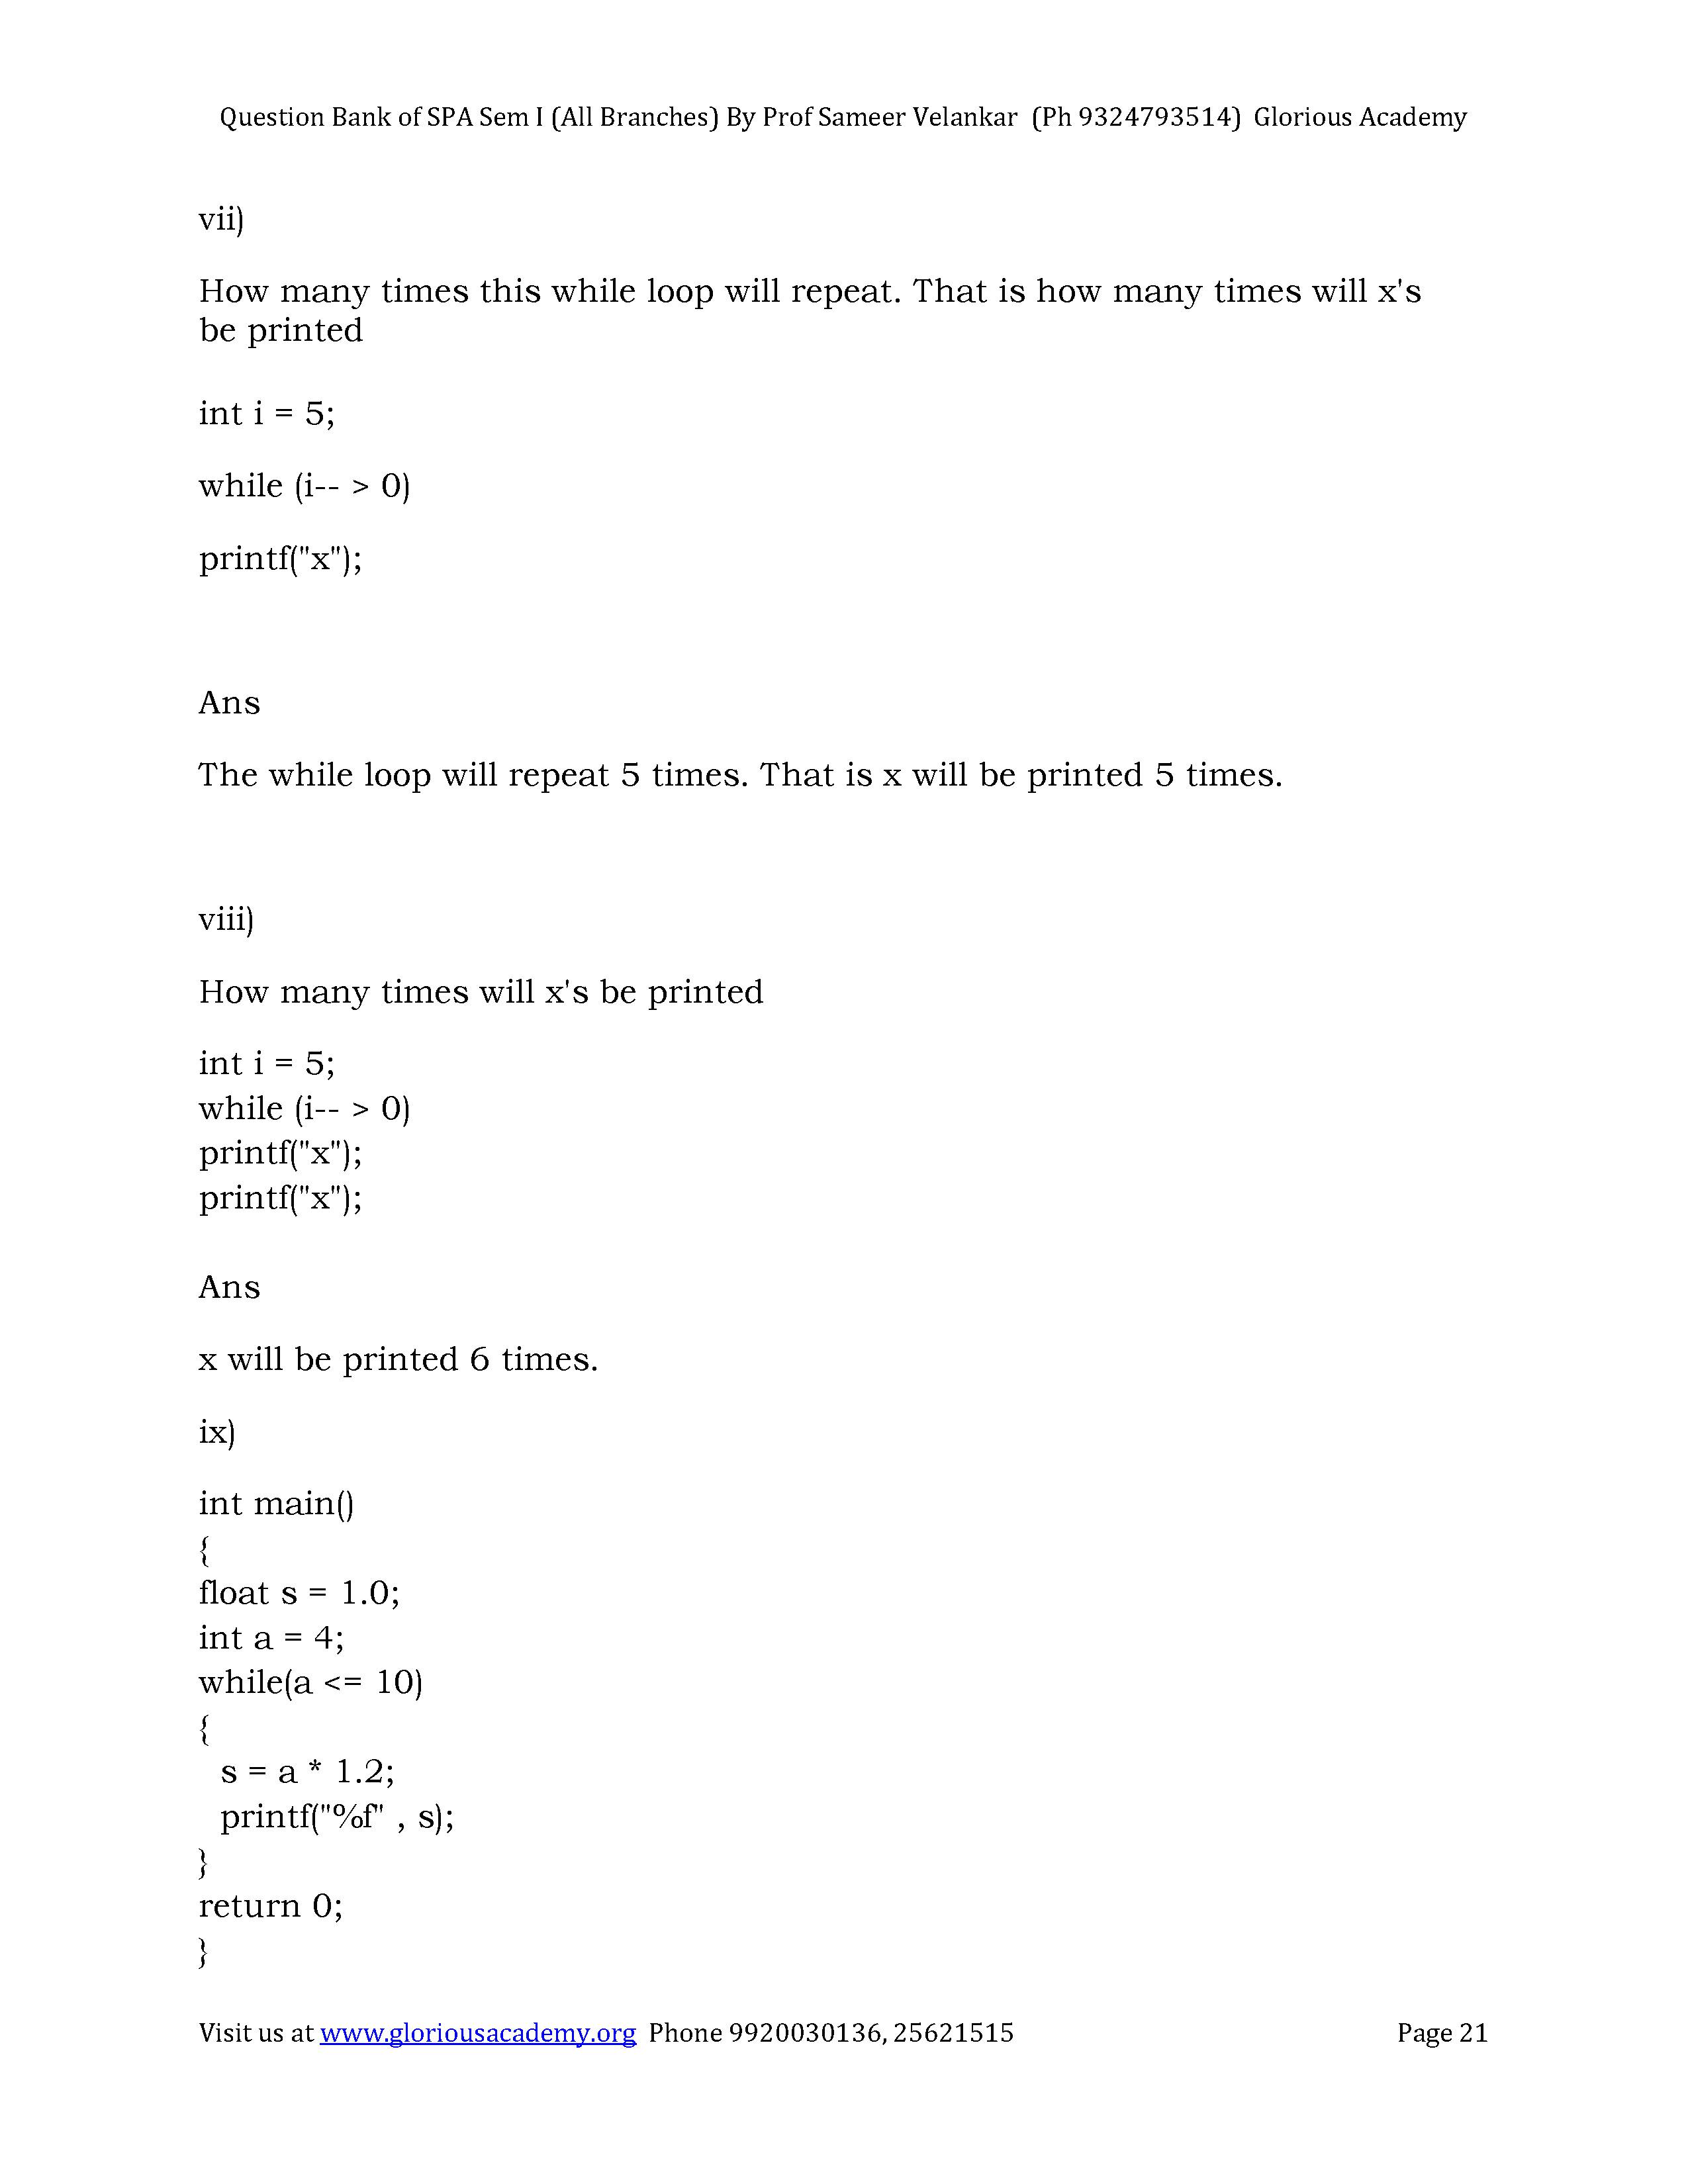 Question Bank of SPA Sem I (All Branches) By Prof Sameer Velankar (Ph 9324793514) Glorious Academy
vii)
How many times this while loop will repeat. That is how many times will x's
be printed
int i = 5;
while (i-- > 0)
printf("x");
Ans
The while loop will repeat 5 times. That is x will be printed 5 times.
viii)
How many times will x's be printed
int i = 5;
while (i-- > 0)
printf("x");
printf("x");
Ans
x will be printed 6 times.
ix)
int main()
{
float s = 1.0;
int a = 4;
while(a <= 10)
{
s = a * 1.2;
printf("%f" , s);
}
return 0;
}
Visit us at www.gloriousacademy.org Phone 9920030136, 25621515 Page 21